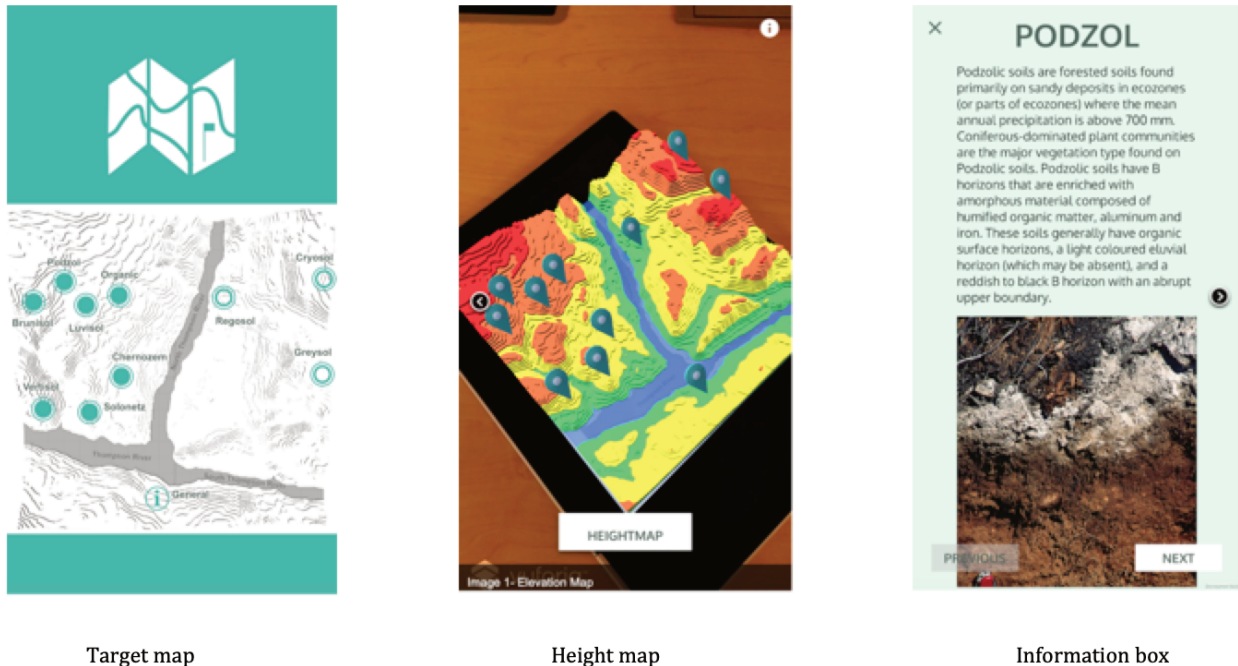 Podzol
Organic
Cryosol
Brunisol
Luvisol
Regosol
Chernozem
Greysol
Vertisol
Solonetz
Thompson River
South Thompson
General
HEIGHTMAP
Image 1- Elevation Map
PODZOL
Podzolic soils are forested soils found
primarily on sandy deposits in ecozones
(or parts of ecozones) where the mean
annual precipitation is above 700 mm.
Coniferous-dominated plant communities
are the major vegetation type found on
Podzolic soils. Podzolic soils have B
horizons that are enriched with
amorphous material composed of
humified organic matter, aluminum and
iron. These soils generally have organic
surface horizons, a light coloured eluvial
horizon (which may be absent), and a
reddish to black B horizon with an abrupt
upper boundary.
PREVIOUS
NEXT
Target map
Height map
Information box